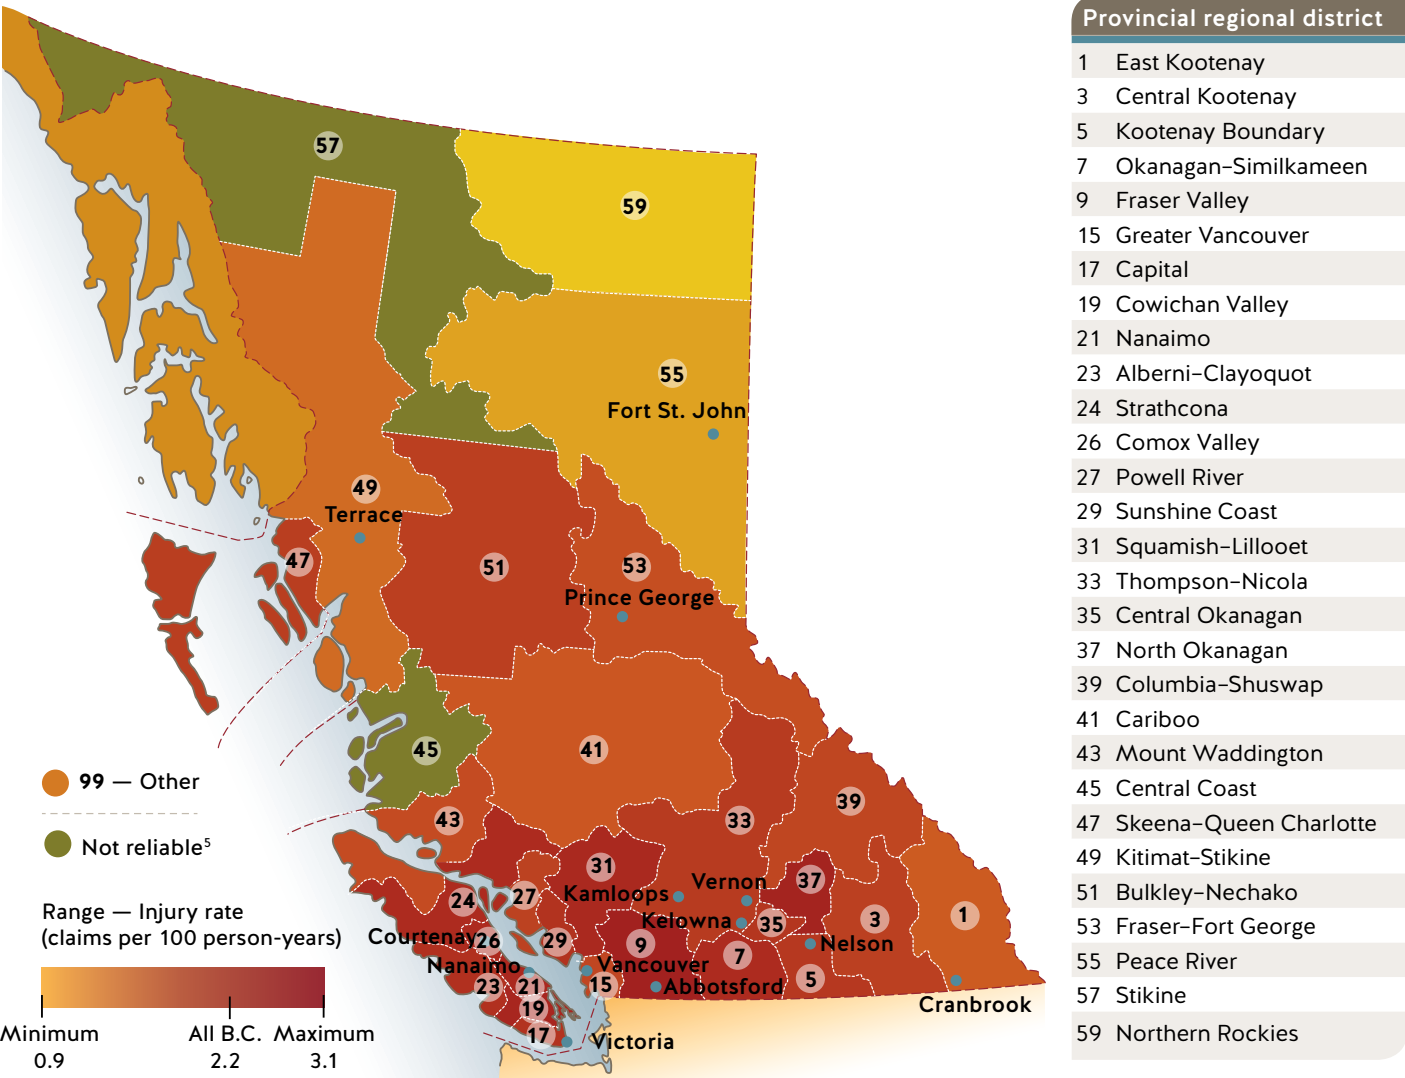 57
59
55
Fort St. John
49
Terrace
47
51
53
Prince George
45
41
99 — Other
Not reliable5
43
33
39
31
37
Vernon
Kamloops
27
24
Kelowna
35
3
1
Courtenay
26
29
9
Nelson
7
Nanaimo
Vancouver
23
21
15
Abbotsford
5
Cranbrook
19
17
Victoria
Range — Injury rate
(claims per 100 person-years)
Minimum All B.C. Maximum
0.9 2.2 3.1
Provincial regional district
1 East Kootenay
3 Central Kootenay
5 Kootenay Boundary
7 Okanagan–Similkameen
9 Fraser Valley
15 Greater Vancouver
17 Capital
19 Cowichan Valley
21 Nanaimo
23 Alberni–Clayoquot
24 Strathcona
26 Comox Valley
27 Powell River
29 Sunshine Coast
31 Squamish–Lillooet
33 Thompson–Nicola
35 Central Okanagan
37 North Okanagan
39 Columbia–Shuswap
41 Cariboo
43 Mount Waddington
45 Central Coast
47 Skeena–Queen Charlotte
49 Kitimat–Stikine
51 Bulkley–Nechako
53 Fraser–Fort George
55 Peace River
57 Stikine
59 Northern Rockies